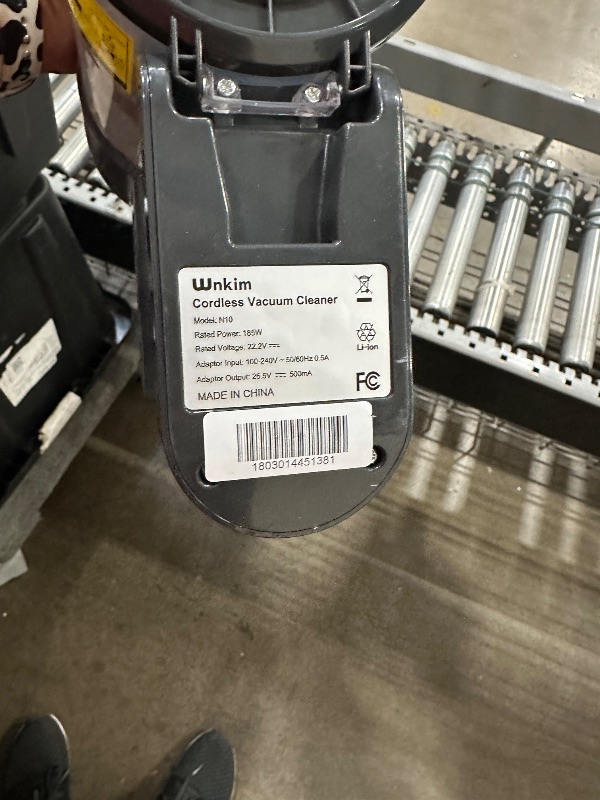 Wnkim
Cordless Vacuum Cleaner
Model: N10
Rated Power: 185W
Rated Voltage: 22.2V ⎓
Adaptor Input: 100-240V ~ 50/60Hz 0.5A
Adaptor Output: 25.5V ⎓ 500mA
MADE IN CHINA
Li-ion
FC
1803014451381